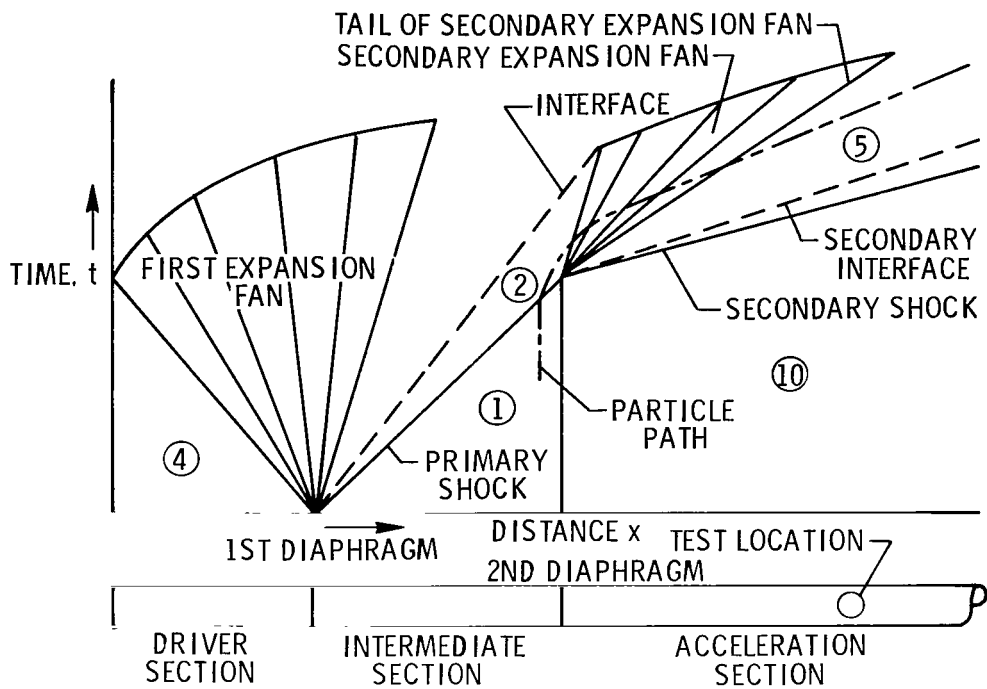 TAIL OF SECONDARY EXPANSION FAN
SECONDARY EXPANSION FAN
INTERFACE
5
TIME, t
FIRST EXPANSION
FAN
2
SECONDARY
INTERFACE
SECONDARY SHOCK
10
1
PARTICLE
PATH
4
PRIMARY
SHOCK
1ST DIAPHRAGM
DISTANCE x
TEST LOCATION
2ND DIAPHRAGM
DRIVER
SECTION
INTERMEDIATE
SECTION
ACCELERATION
SECTION